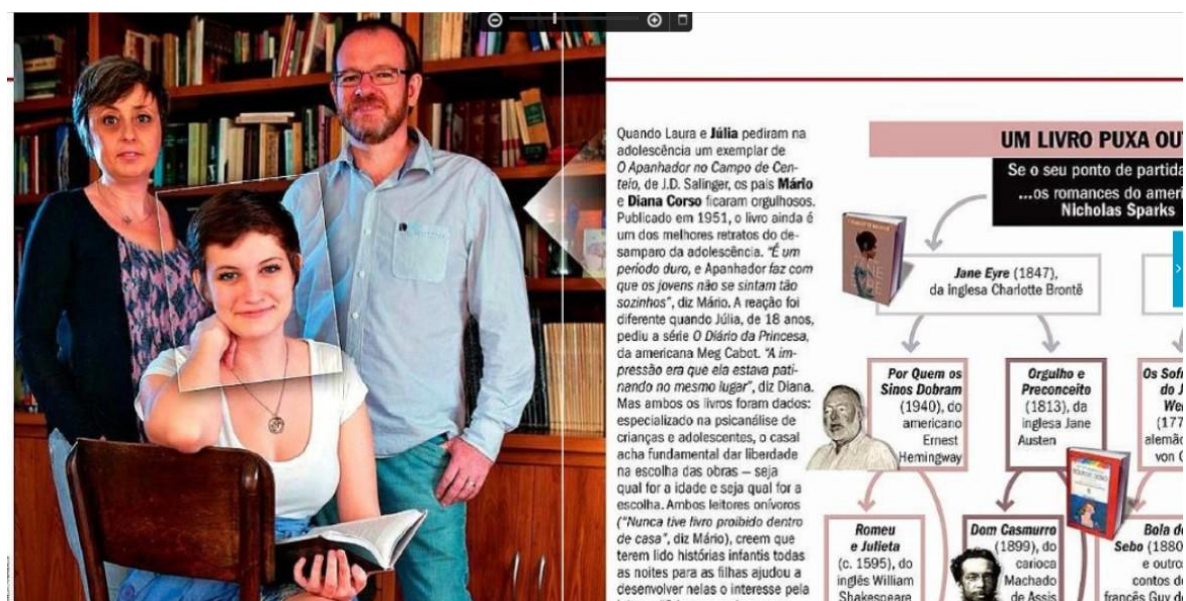 Quando Laura e Júlia pediram na
adolescência um exemplar de
O Apanhador no Campo de Cen-
teio, de J.D. Salinger, os pais Mário
e Diana Corso ficaram orgulhosos.
Publicado em 1951, o livro ainda é
um dos melhores retratos do de-
samparo da adolescência. "É um
período duro, e Apanhador faz com
que os jovens não se sintam tão
sozinhos", diz Mário. A reação foi
diferente quando Júlia, de 18 anos,
pediu a série O Diário da Princesa,
da americana Meg Cabot. "A im-
pressão era que ela estava pati-
nando no mesmo lugar", diz Diana.
Mas ambos os livros foram dados:
especializado na psicanálise de
crianças e adolescentes, o casal
acha fundamental dar liberdade
na escolha das obras — seja
qual for a idade e seja qual for a
escolha. Ambos leitores onívoros
("Nunca tive livro proibido dentro
de casa", diz Mário), creem que
terem lido histórias infantis todas
as noites para as filhas ajudou a
desenvolver nelas o interesse pela
UM LIVRO PUXA OU
Se o seu ponto de partida
...os romances do ameri
Nicholas Sparks
JANE EYRE
Jane Eyre (1847),
da inglesa Charlotte Brontë
Por Quem os
Sinos Dobram
(1940), do
americano
Ernest
Hemingway
Orgulho e
Preconceito
(1813), da
inglesa Jane
Austen
Os Sofr
do J
We
(177
alemã
von G
Romeu
e Julieta
(c. 1595), do
inglês William
Shakespeare
Dom Casmurro
(1899), do
carioca
Machado
de Assis
Bola de
Sebo (1880
e outro
contos d
francês Guy d